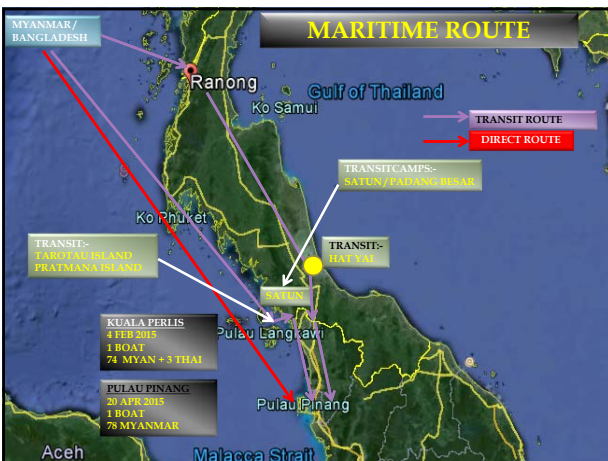 MYANMAR /
BANGLADESH
MARITIME ROUTE
Ranong
Gulf of Thailand
Ko Samui
TRANSIT ROUTE
DIRECT ROUTE
TRANSITCAMPS:-
SATUN / PADANG BESAR
Ko Phuket
TRANSIT:-
TAROTAU ISLAND
PRATMANA ISLAND
TRANSIT:-
HAT YAI
SATUN
KUALA PERLIS
4 FEB 2015
1 BOAT
74 MYAN + 3 THAI
Pulau Langkawi
PULAU PINANG
20 APR 2015
1 BOAT
78 MYANMAR
Pulau Pinang
Aceh
Malacca Strait